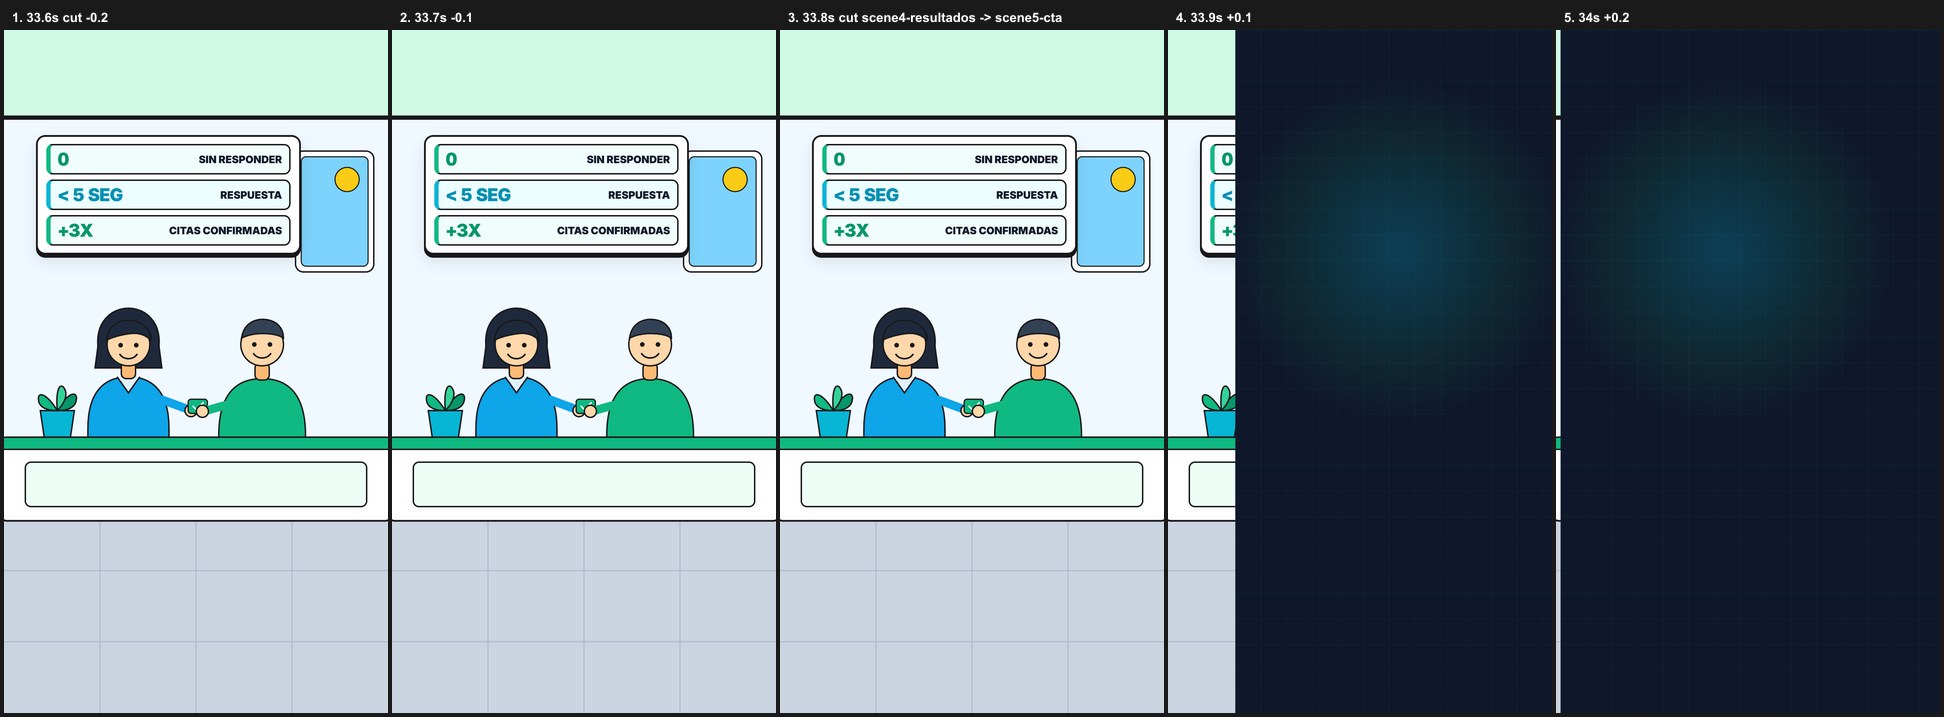 1. 33.6s cut -0.2
0 SIN RESPONDER
< 5 SEG RESPUESTA
+3X CITAS CONFIRMADAS
2. 33.7s -0.1
0 SIN RESPONDER
< 5 SEG RESPUESTA
+3X CITAS CONFIRMADAS
3. 33.8s cut scene4-resultados -> scene5-cta
0 SIN RESPONDER
< 5 SEG RESPUESTA
+3X CITAS CONFIRMADAS
4. 33.9s +0.1
0
<
5. 34s +0.2